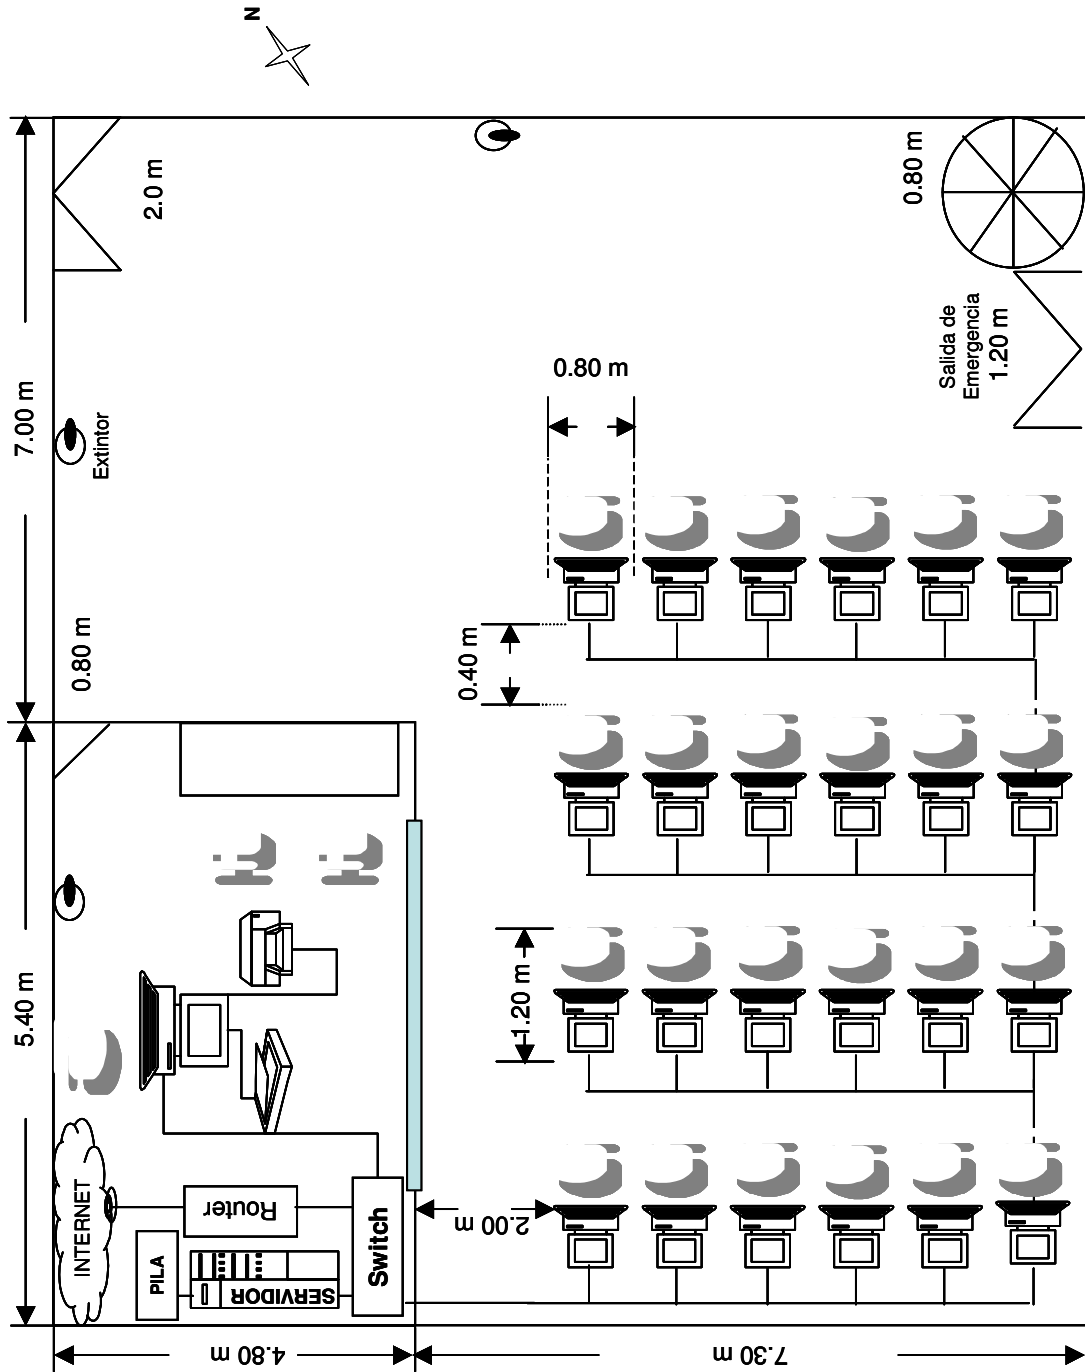 N
7.00 m
2.0 m
Extintor
0.80 m
0.80 m
Salida de
Emergencia
1.20 m
0.80 m
0.40 m
5.40 m
1.20 m
INTERNET
Router
PILA
SERVIDOR
Switch
2.00 m
4.80 m
7.30 m